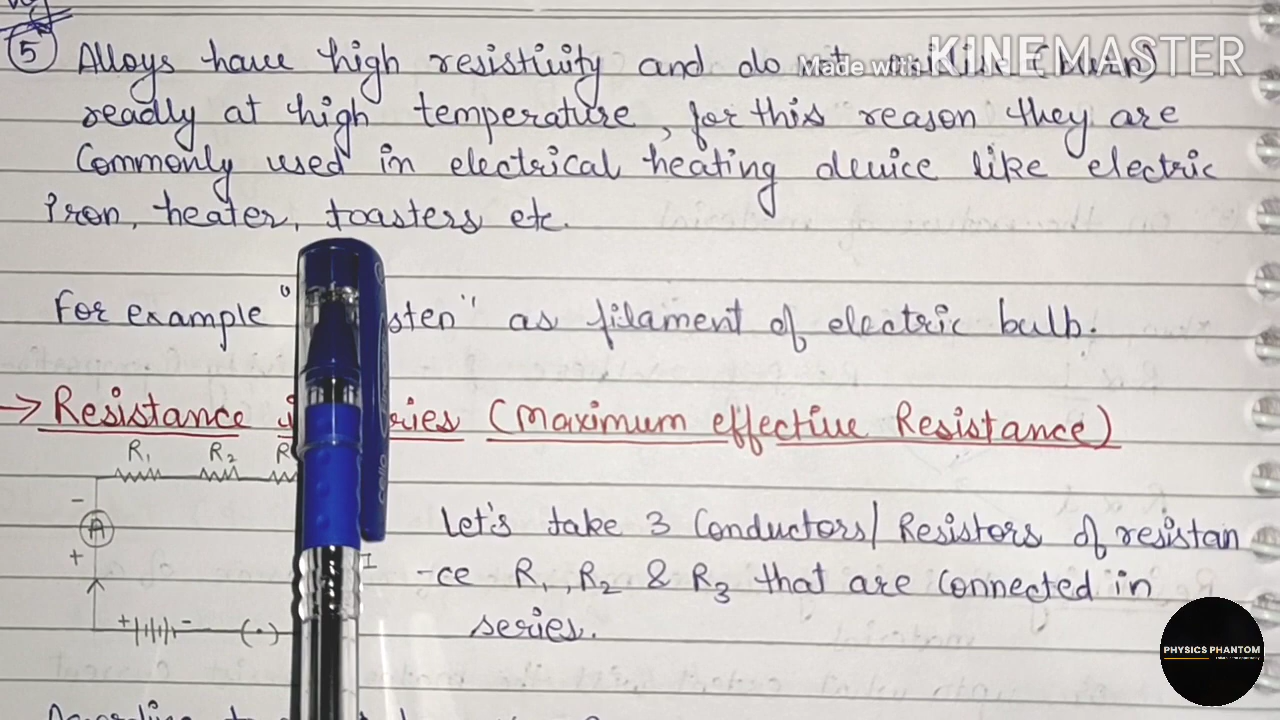 ⑤ Alloys have high resistivity and do not oxidise (burn)
Made with KINEMASTER
readly at high temperature, for this reason they are
Commonly used in electrical heating device like electric
iron, heater, toasters etc.
For example " sten" as filament of electric bulb.
→ Resistance ries (Maximum effective Resistance)
R₁ R₂ R
-
A
+
Let's take 3 Conductors/ Resistors of resistan
I
-ce R₁, R₂ & R₃ that are connected in
+ - (•)
series.
PHYSICS PHANTOM